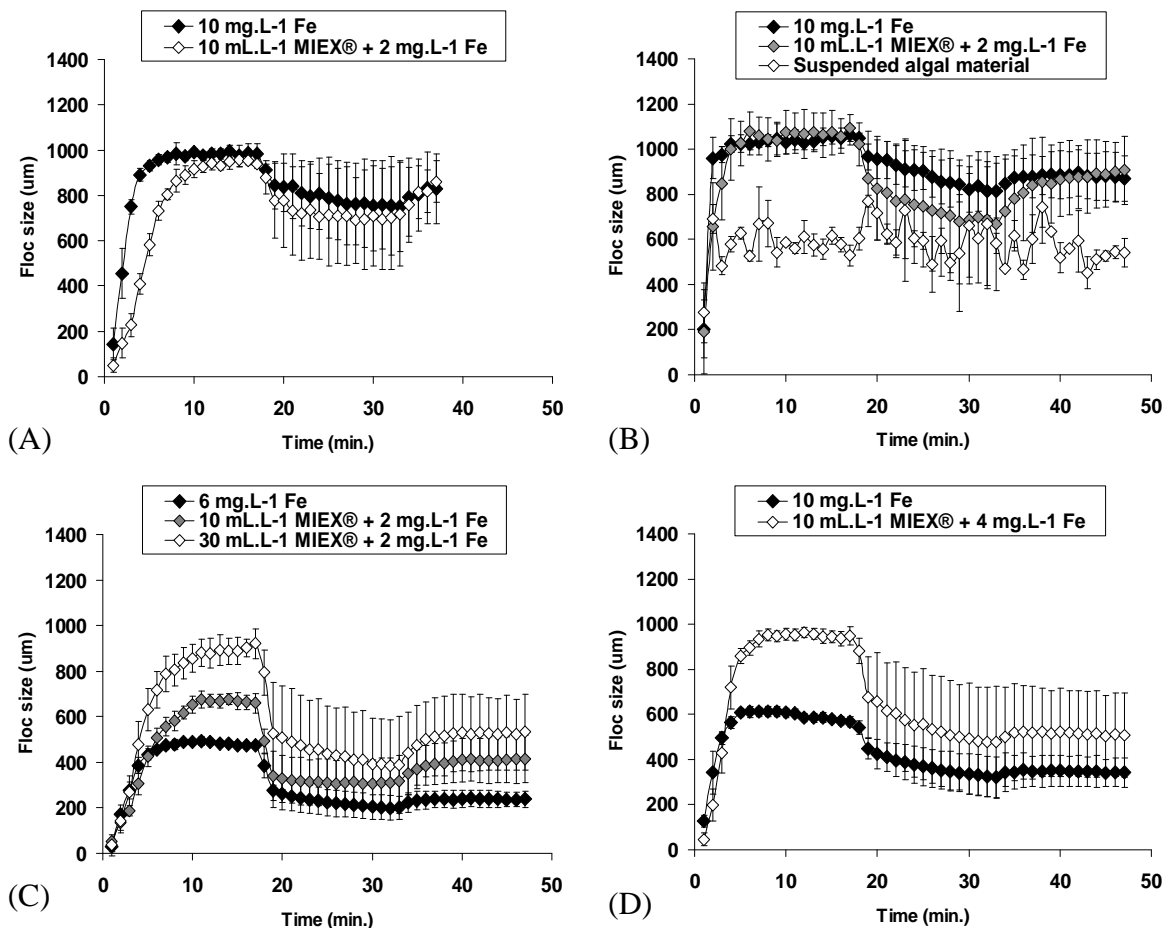 10 mg.L-1 Fe
10 mL.L-1 MIEX® + 2 mg.L-1 Fe
1400
1200
1000
800
600
400
200
0
Floc size (um)
0 10 20 30 40 50
Time (min.)
(A)
10 mg.L-1 Fe
10 mL.L-1 MIEX® + 2 mg.L-1 Fe
Suspended algal material
1400
1200
1000
800
600
400
200
0
Floc size (um)
0 10 20 30 40 50
Time (min.)
(B)
6 mg.L-1 Fe
10 mL.L-1 MIEX® + 2 mg.L-1 Fe
30 mL.L-1 MIEX® + 2 mg.L-1 Fe
1400
1200
1000
800
600
400
200
0
Floc size (um)
0 10 20 30 40 50
Time (min.)
(C)
10 mg.L-1 Fe
10 mL.L-1 MIEX® + 4 mg.L-1 Fe
1400
1200
1000
800
600
400
200
0
Floc size (um)
0 10 20 30 40 50
Time (min.)
(D)